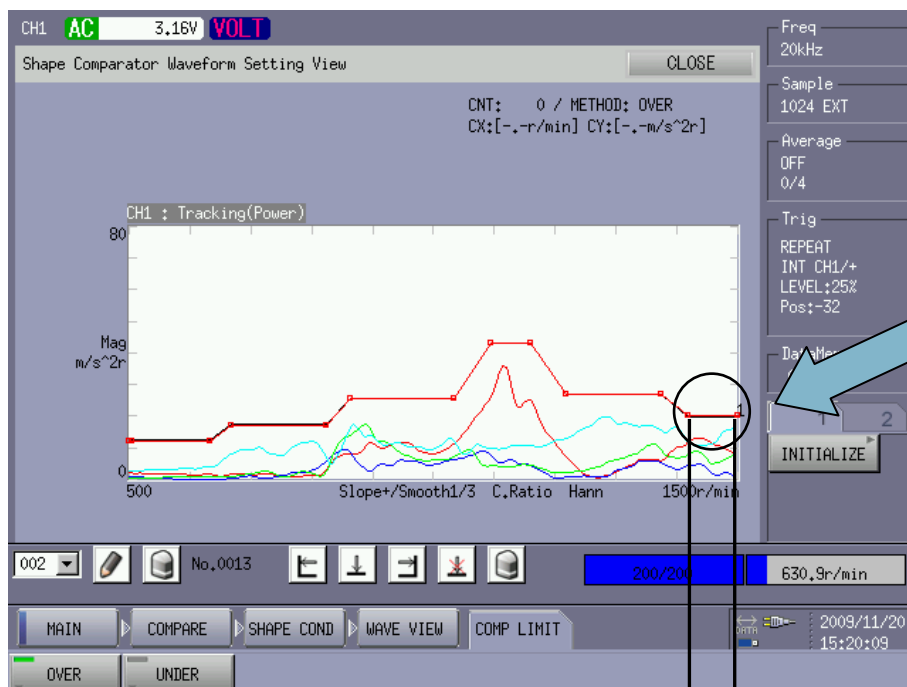 CH1 AC 3.16V VOLT
Shape Comparator Waveform Setting View CLOSE
CNT: 0 / METHOD: OVER
CX:[-.-r/min] CY:[-.-m/s^2r]
CH1 : Tracking(Power)
80
Mag
m/s^2r
0
500 Slope+/Smooth1/3 C.Ratio Hann 1500r/min
1
Freq
20kHz
Sample
1024 EXT
Average
OFF
0/4
Trig
REPEAT
INT CH1/+
LEVEL:25%
Pos:-32
1 2
INITIALIZE
002 No.0013 200/200 630.9r/min
MAIN COMPARE SHAPE COND WAVE VIEW COMP LIMIT
DATA
2009/11/20
15:20:09
OVER UNDER